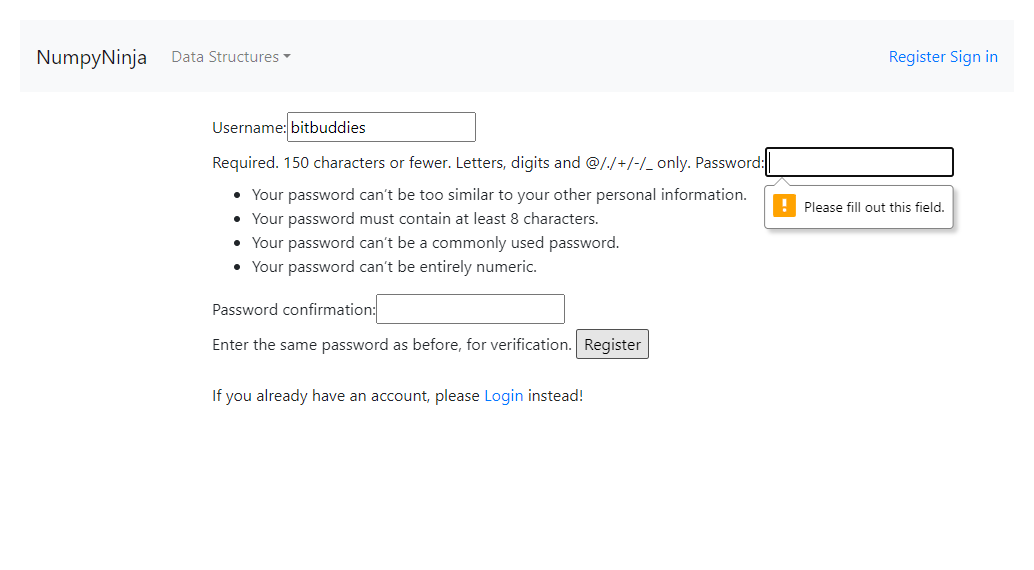 NumpyNinja Data Structures Register Sign in
Username: bitbuddies
Required. 150 characters or fewer. Letters, digits and @/./+/-/_ only. Password:
Your password can’t be too similar to your other personal information.
Please fill out this field.
Your password must contain at least 8 characters.
Your password can’t be a commonly used password.
Your password can’t be entirely numeric.
Password confirmation:
Enter the same password as before, for verification. Register
If you already have an account, please Login instead!